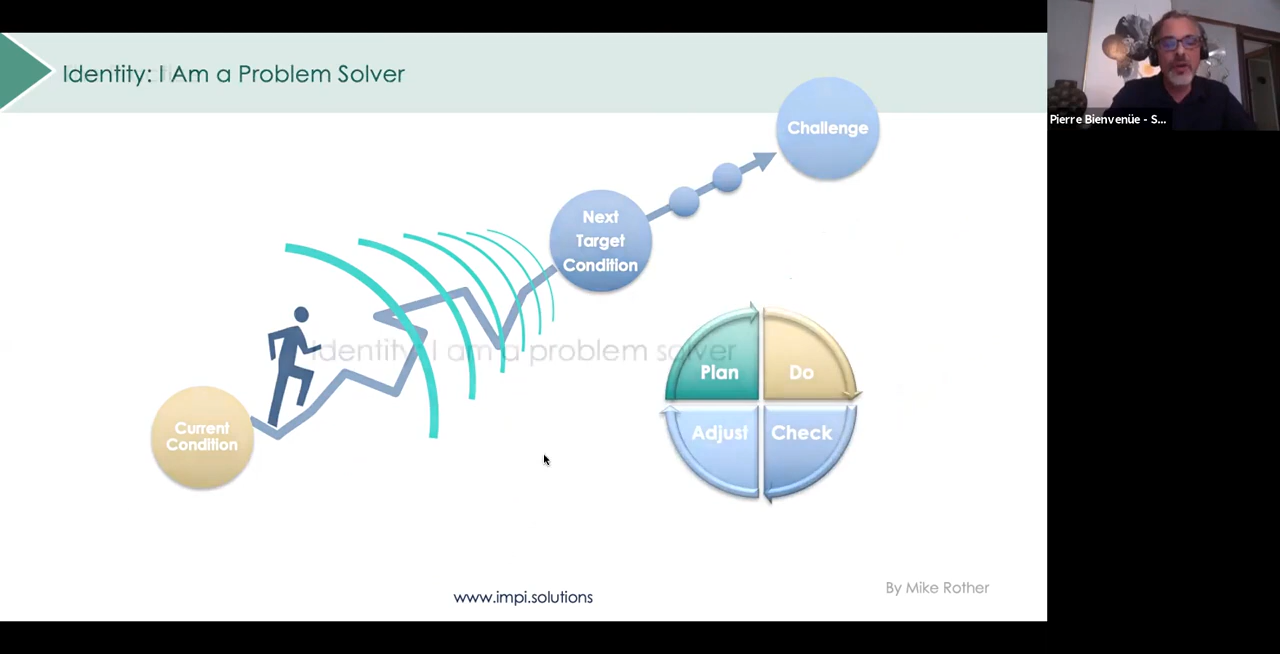 Identity: I Am a Problem Solver
Challenge
Next
Target
Condition
Identity: I am a problem solver
Current
Condition
Plan
Do
Adjust
Check
By Mike Rother
www.impi.solutions
Pierre Bienvenüe - S...